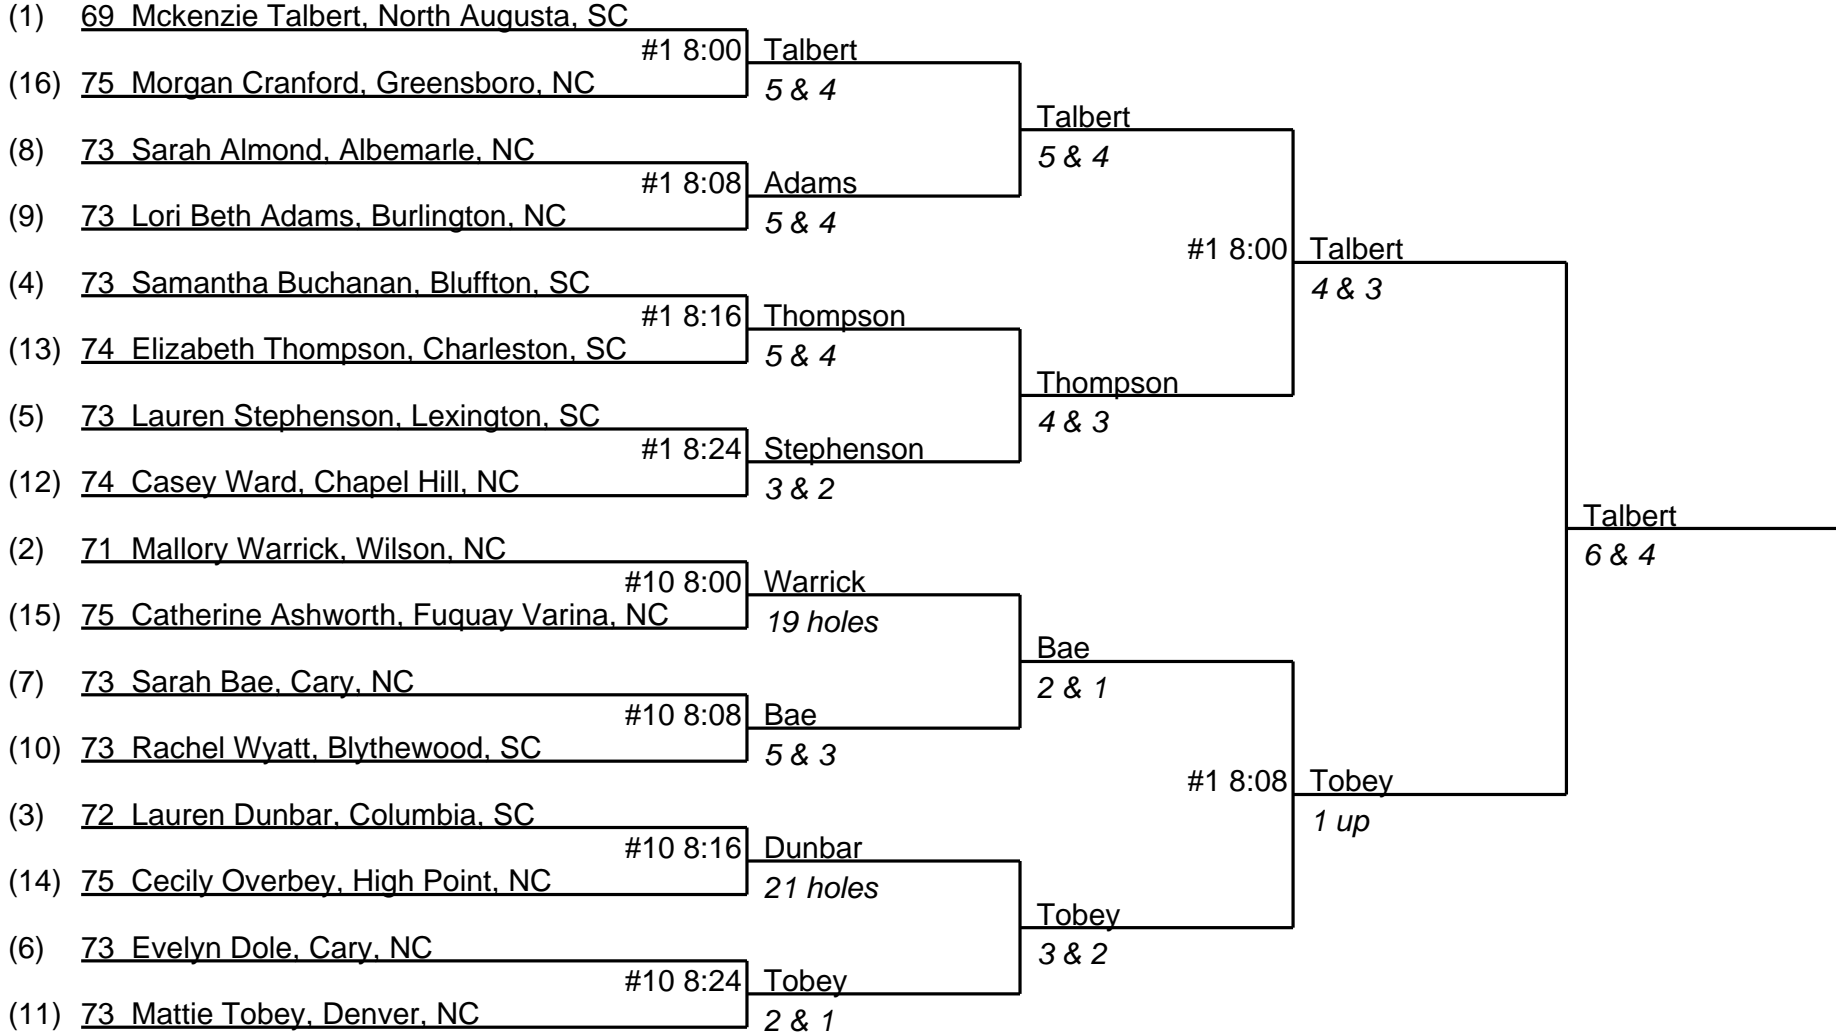 (1) 69 Mckenzie Talbert, North Augusta, SC
#1 8:00 Talbert
(16) 75 Morgan Cranford, Greensboro, NC
5 & 4
Talbert
(8) 73 Sarah Almond, Albemarle, NC
5 & 4
#1 8:08 Adams
(9) 73 Lori Beth Adams, Burlington, NC
5 & 4
#1 8:00 Talbert
(4) 73 Samantha Buchanan, Bluffton, SC
4 & 3
#1 8:16 Thompson
(13) 74 Elizabeth Thompson, Charleston, SC
5 & 4
Thompson
(5) 73 Lauren Stephenson, Lexington, SC
4 & 3
#1 8:24 Stephenson
(12) 74 Casey Ward, Chapel Hill, NC
3 & 2
Talbert
6 & 4
(2) 71 Mallory Warrick, Wilson, NC
#10 8:00 Warrick
(15) 75 Catherine Ashworth, Fuquay Varina, NC
19 holes
Bae
(7) 73 Sarah Bae, Cary, NC
2 & 1
#10 8:08 Bae
(10) 73 Rachel Wyatt, Blythewood, SC
5 & 3
#1 8:08 Tobey
(3) 72 Lauren Dunbar, Columbia, SC
1 up
#10 8:16 Dunbar
(14) 75 Cecily Overbey, High Point, NC
21 holes
Tobey
(6) 73 Evelyn Dole, Cary, NC
3 & 2
#10 8:24 Tobey
(11) 73 Mattie Tobey, Denver, NC
2 & 1